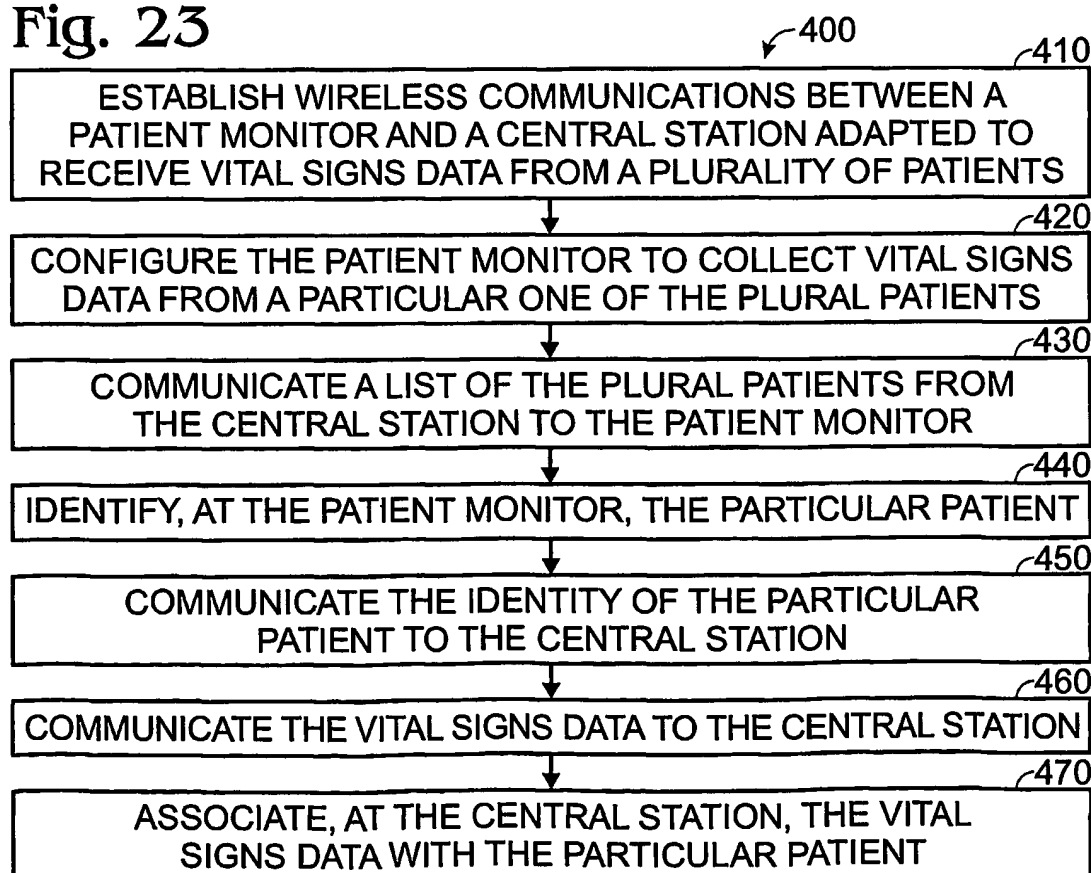 Fig. 23
400
410
ESTABLISH WIRELESS COMMUNICATIONS BETWEEN A
PATIENT MONITOR AND A CENTRAL STATION ADAPTED TO
RECEIVE VITAL SIGNS DATA FROM A PLURALITY OF PATIENTS
420
CONFIGURE THE PATIENT MONITOR TO COLLECT VITAL SIGNS
DATA FROM A PARTICULAR ONE OF THE PLURAL PATIENTS
430
COMMUNICATE A LIST OF THE PLURAL PATIENTS FROM
THE CENTRAL STATION TO THE PATIENT MONITOR
440
IDENTIFY, AT THE PATIENT MONITOR, THE PARTICULAR PATIENT
450
COMMUNICATE THE IDENTITY OF THE PARTICULAR
PATIENT TO THE CENTRAL STATION
460
COMMUNICATE THE VITAL SIGNS DATA TO THE CENTRAL STATION
470
ASSOCIATE, AT THE CENTRAL STATION, THE VITAL
SIGNS DATA WITH THE PARTICULAR PATIENT